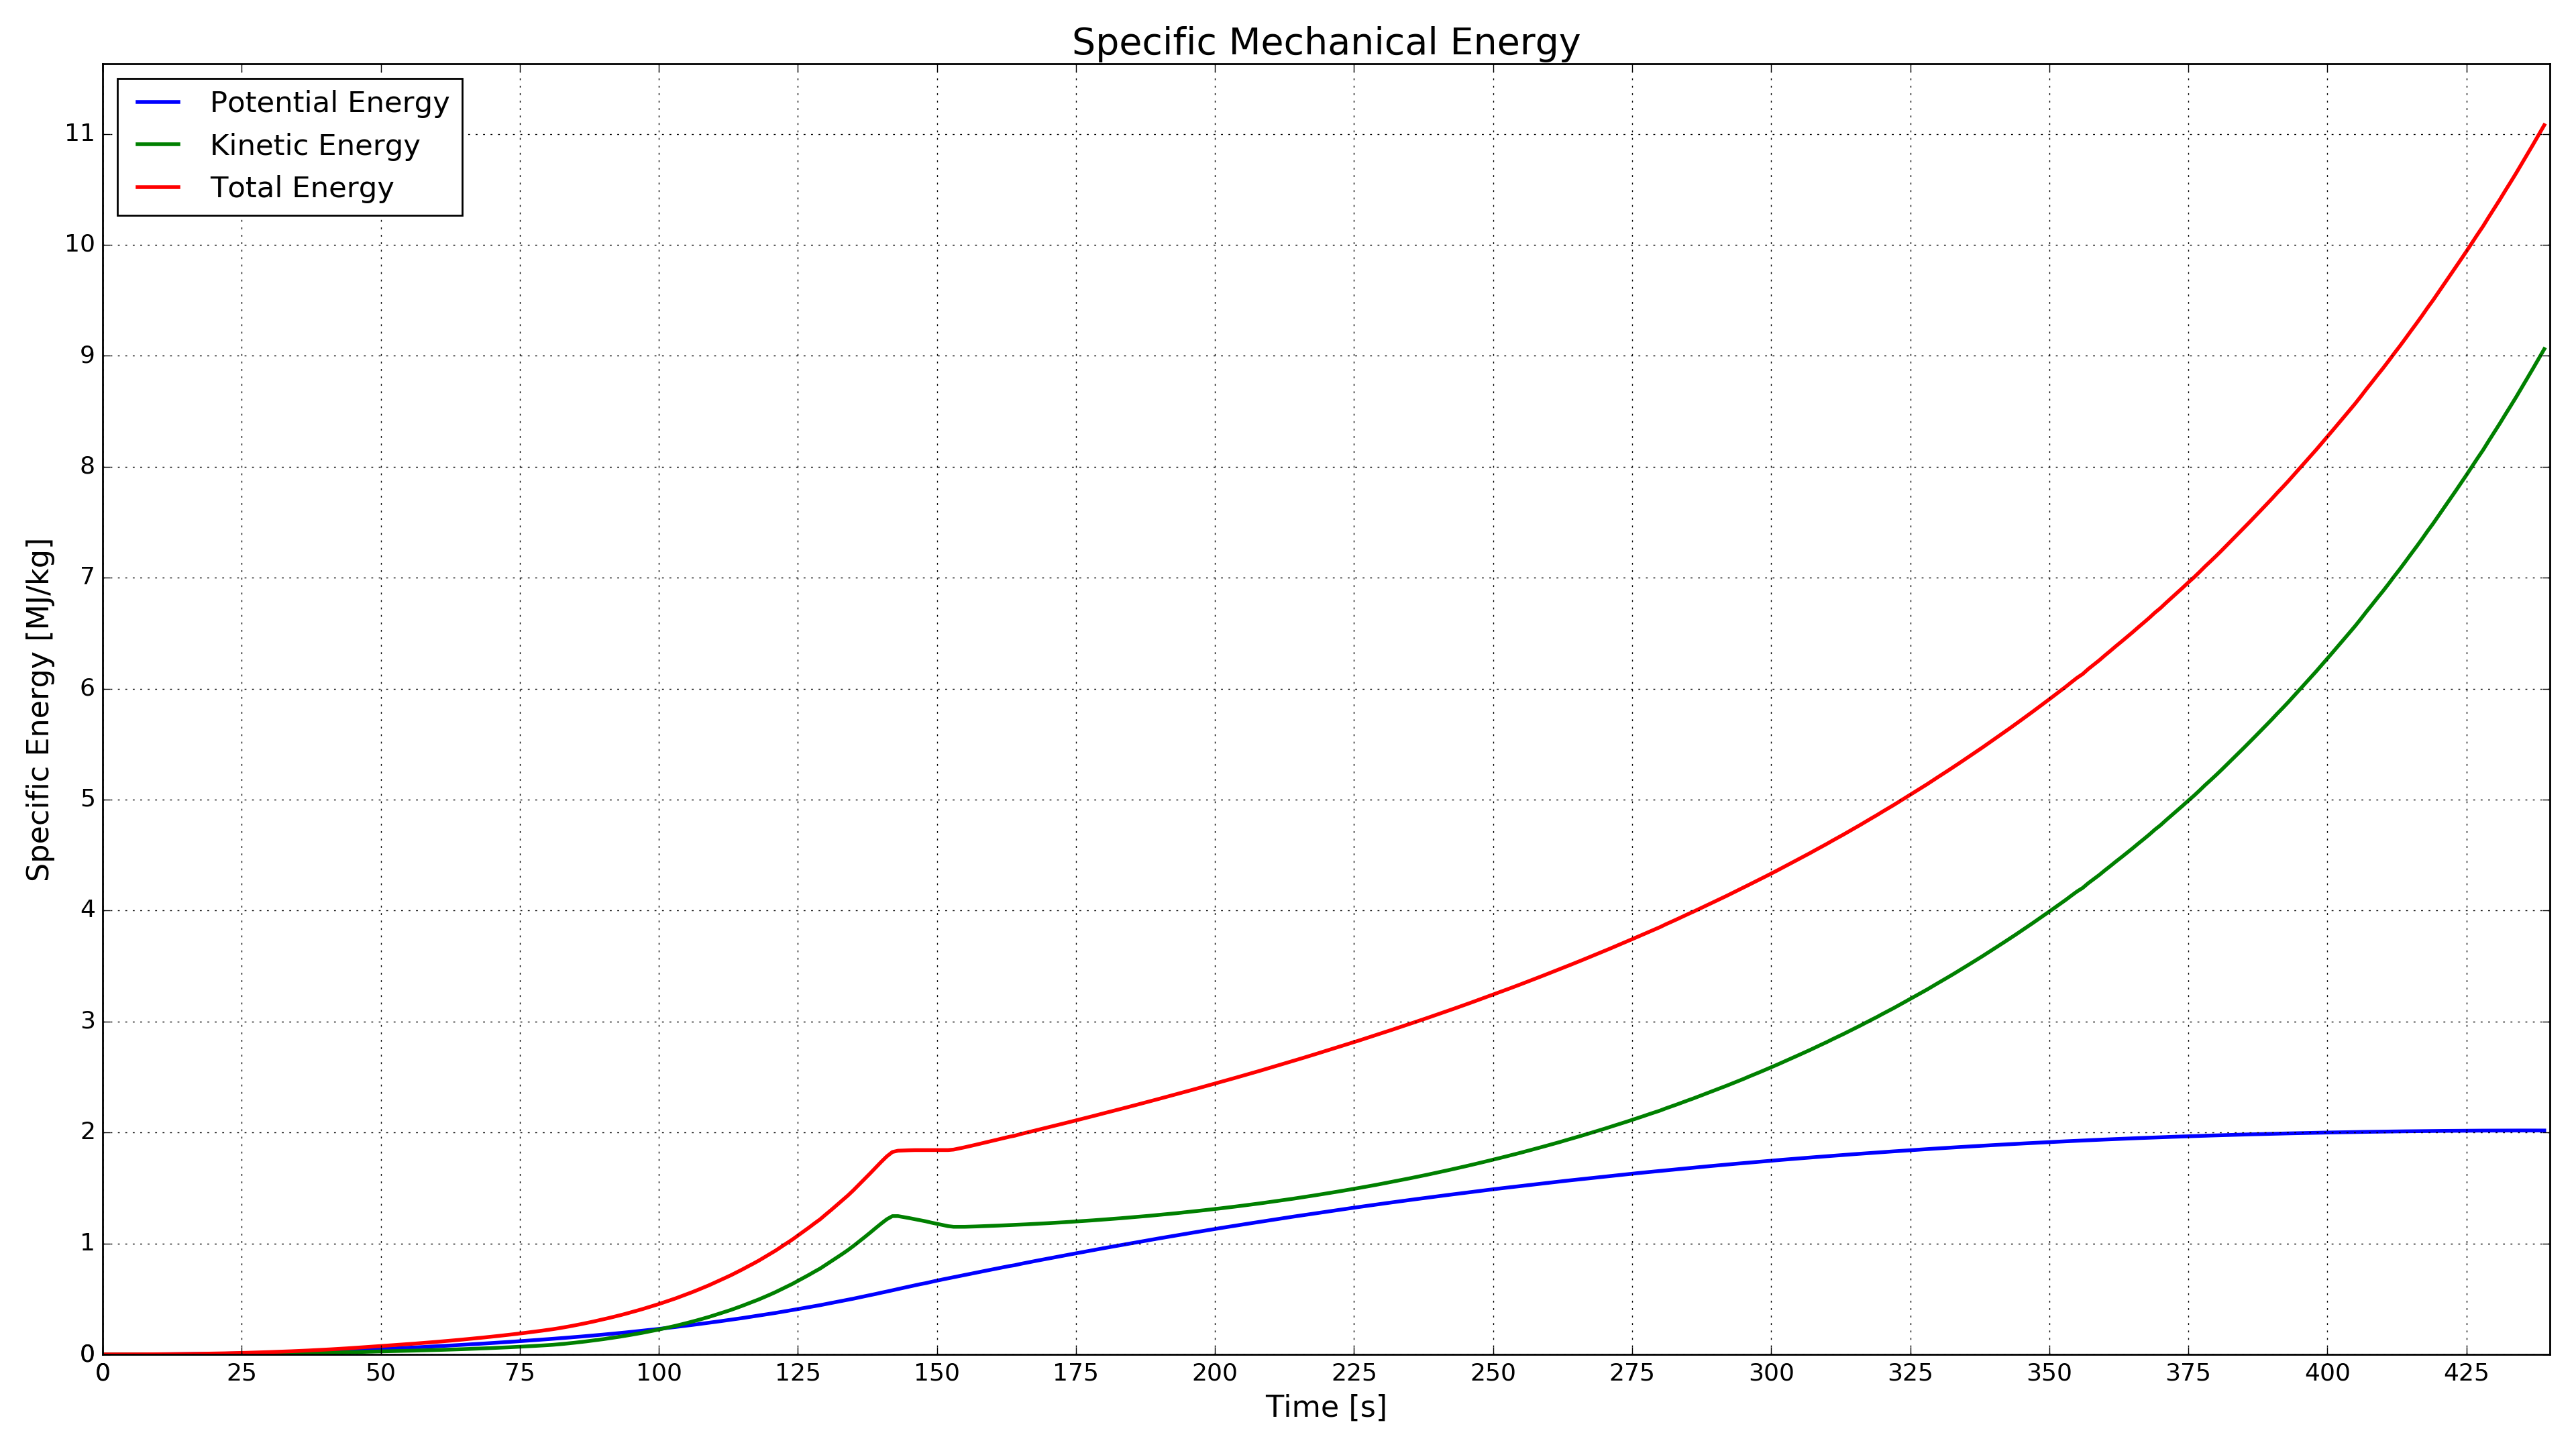 Specific Mechanical Energy
Potential Energy
Kinetic Energy
Total Energy
Specific Energy [MJ/kg]
11
10
9
8
7
6
5
4
3
2
1
0
0 25 50 75 100 125 150 175 200 225 250 275 300 325 350 375 400 425
Time [s]